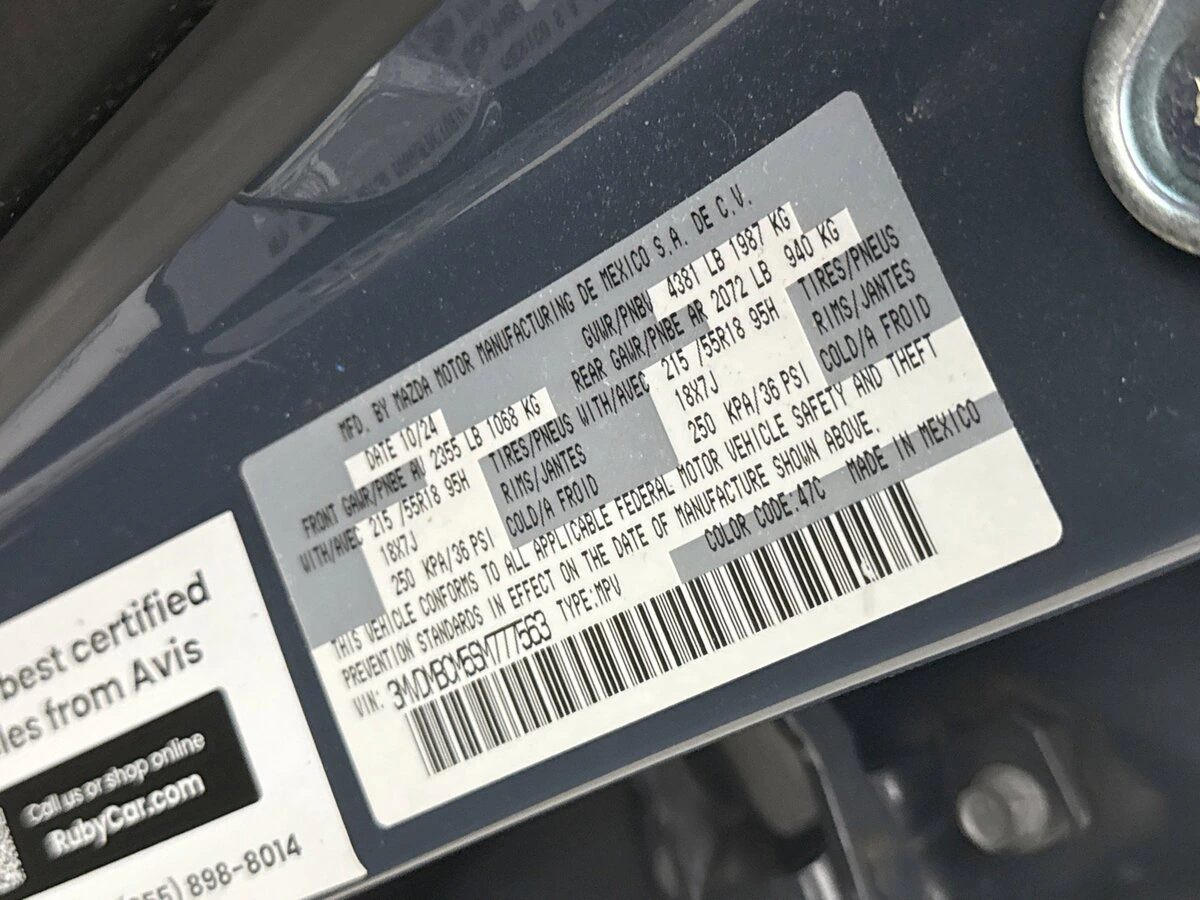 MFD. BY MAZDA MOTOR MANUFACTURING DE MEXICO S.A. DE C.V.
DATE 10/24 GVWR/PNBV 4381 LB 1987 KG
FRONT GAWR/PNBE AV 2355 LB 1068 KG REAR GAWR/PNBE AR 2072 LB 940 KG
WITH/AVEC 215 /55R18 95H TIRES/PNEUS WITH/AVEC 215 /55R18 95H TIRES/PNEUS
18X7J RIMS/JANTES 18X7J RIMS/JANTES
250 KPA/36 PSI COLD/A FROID 250 KPA/36 PSI COLD/A FROID
THIS VEHICLE CONFORMS TO ALL APPLICABLE FEDERAL MOTOR VEHICLE SAFETY AND THEFT
PREVENTION STANDARDS IN EFFECT ON THE DATE OF MANUFACTURE SHOWN ABOVE.
VIN: 3MVDMBCM6SM777563 TYPE:MPV COLOR CODE:47C MADE IN MEXICO
best certified
les from Avis
Call us or shop online
RubyCar.com
898-8014